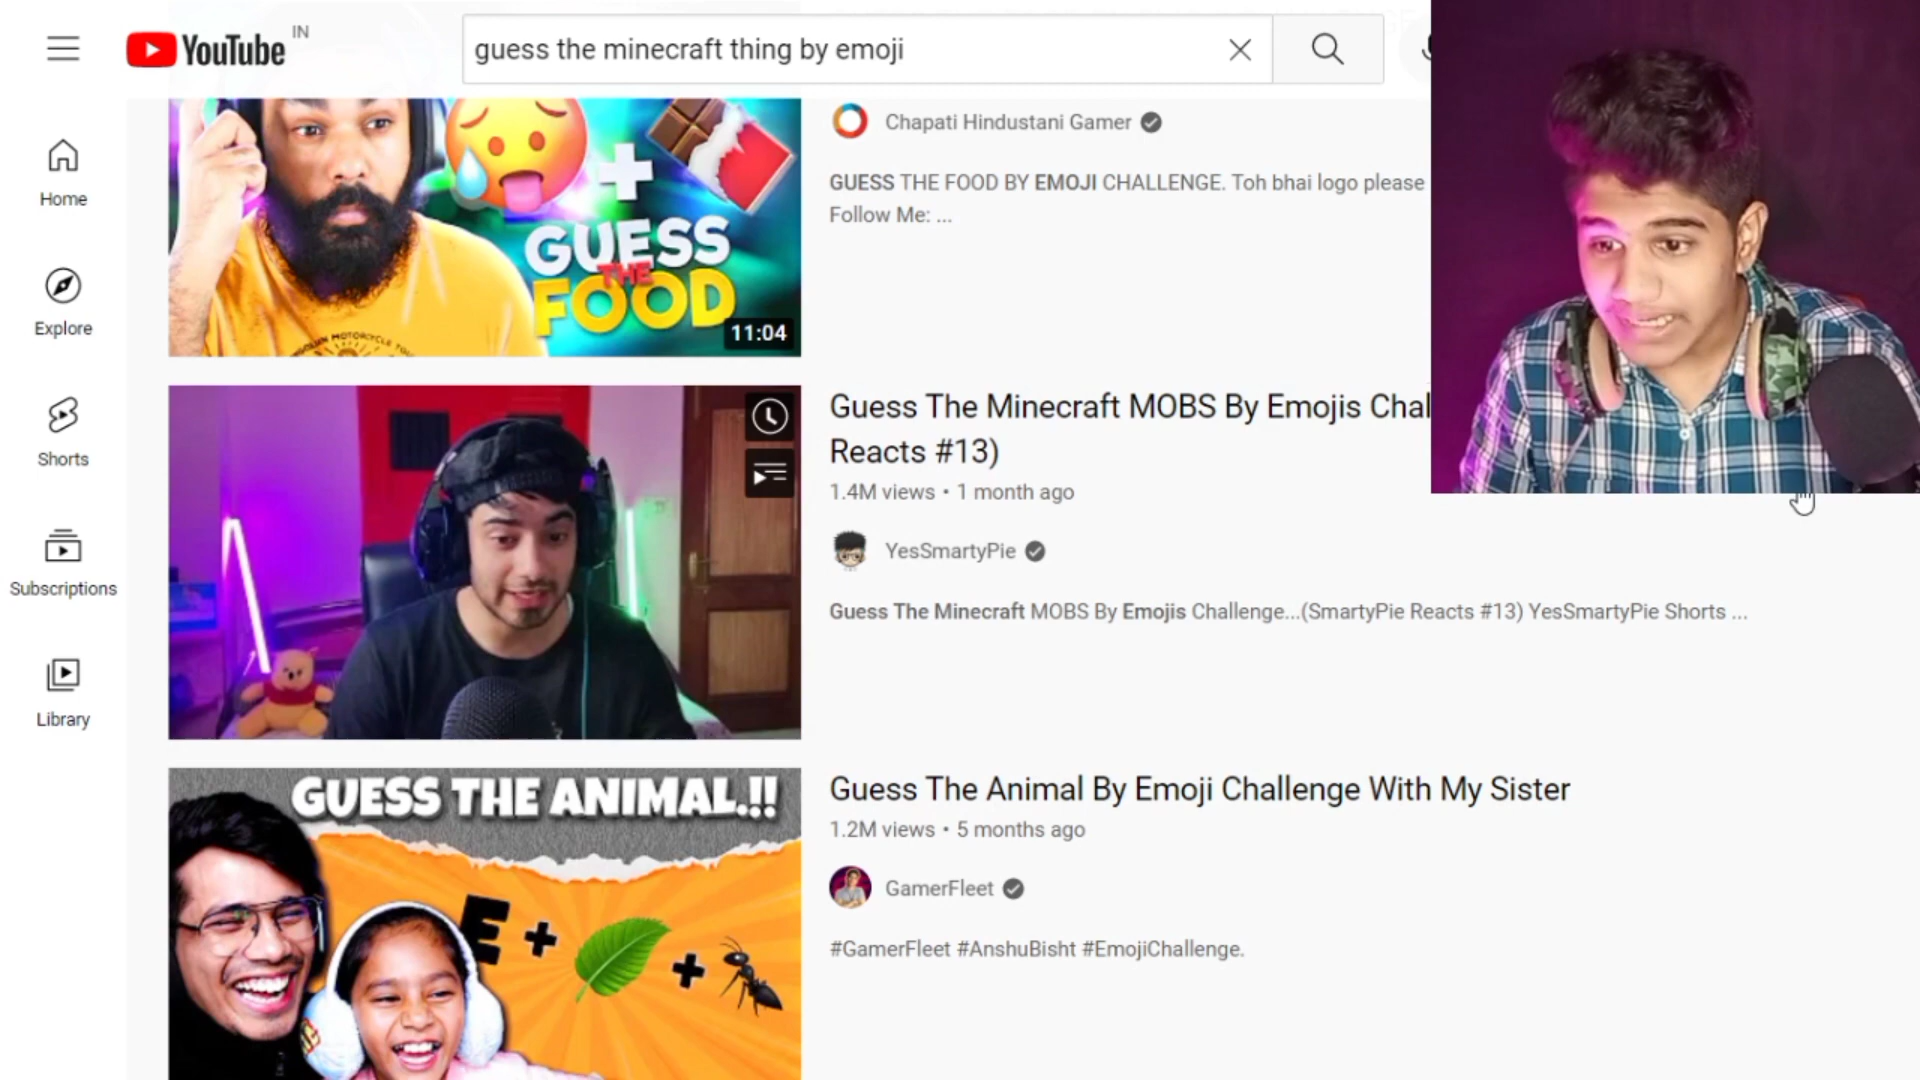 YouTube IN
guess the minecraft thing by emoji
Home
Explore
Shorts
Subscriptions
Library
GUESS
THE
FOOD
11:04
Chapati Hindustani Gamer
GUESS THE FOOD BY EMOJI CHALLENGE. Toh bhai logo please
Follow Me: ...
Guess The Minecraft MOBS By Emojis Chal
Reacts #13)
1.4M views • 1 month ago
YesSmartyPie
Guess The Minecraft MOBS By Emojis Challenge...(SmartyPie Reacts #13) YesSmartyPie Shorts ...
GUESS THE ANIMAL.!!
E + +
Guess The Animal By Emoji Challenge With My Sister
1.2M views • 5 months ago
GamerFleet
#GamerFleet #AnshuBisht #EmojiChallenge.